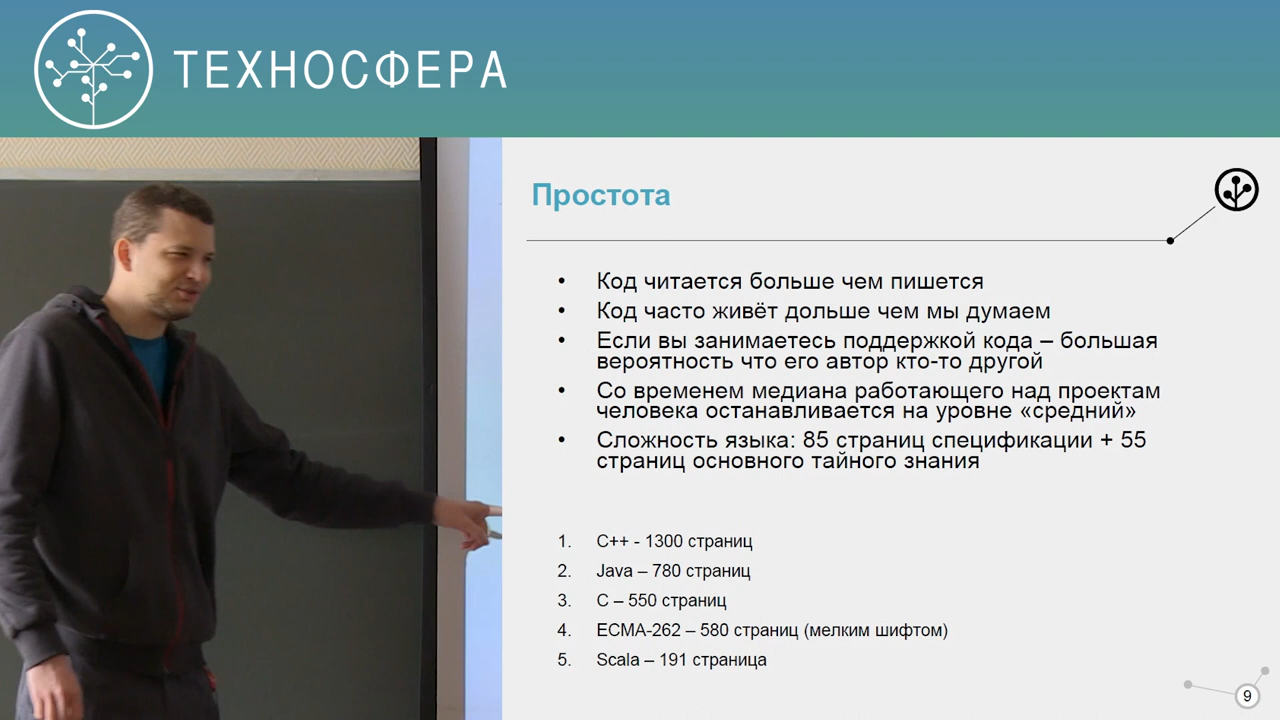 ТЕХНОСФЕРА
Простота
• Код читается больше чем пишется
• Код часто живёт дольше чем мы думаем
• Если вы занимаетесь поддержкой кода – большая
вероятность что его автор кто-то другой
• Со временем медиана работающего над проектам
человека останавливается на уровне «средний»
• Сложность языка: 85 страниц спецификации + 55
страниц основного тайного знания
1. C++ - 1300 страниц
2. Java – 780 страниц
3. C – 550 страниц
4. ECMA-262 – 580 страниц (мелким шифтом)
5. Scala – 191 страница
9